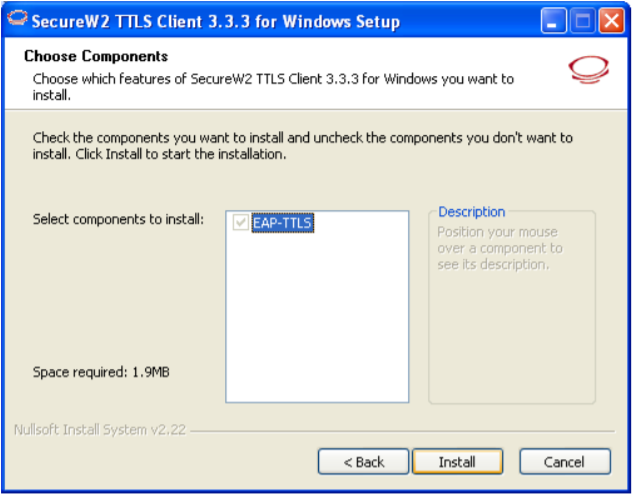 SecureW2 TTLS Client 3.3.3 for Windows Setup
Choose Components
Choose which features of SecureW2 TTLS Client 3.3.3 for Windows you want to
install.
Check the components you want to install and uncheck the components you don't want to
install. Click Install to start the installation.
Select components to install:
EAP-TTLS
Description
Position your mouse
over a component to
see its description.
Space required: 1.9MB
Nullsoft Install System v2.22
< Back
Install
Cancel